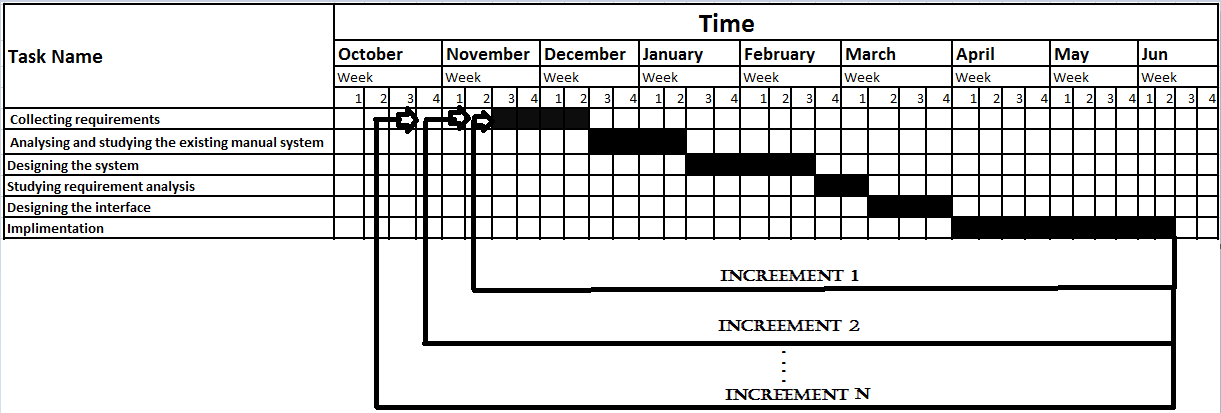 Time
Task Name
October November December January February March April May Jun
Week Week Week Week Week Week Week Week Week
1 2 3 4 1 2 3 4 1 2 3 4 1 2 3 4 1 2 3 4 1 2 3 4 1 2 3 4 1 2 3 4 1 2 3 4
Collecting requirements
Analysing and studying the existing manual system
Designing the system
Studying requirement analysis
Designing the interface
Implimentation
INCREEMENT 1
INCREEMENT 2
INCREEMENT N